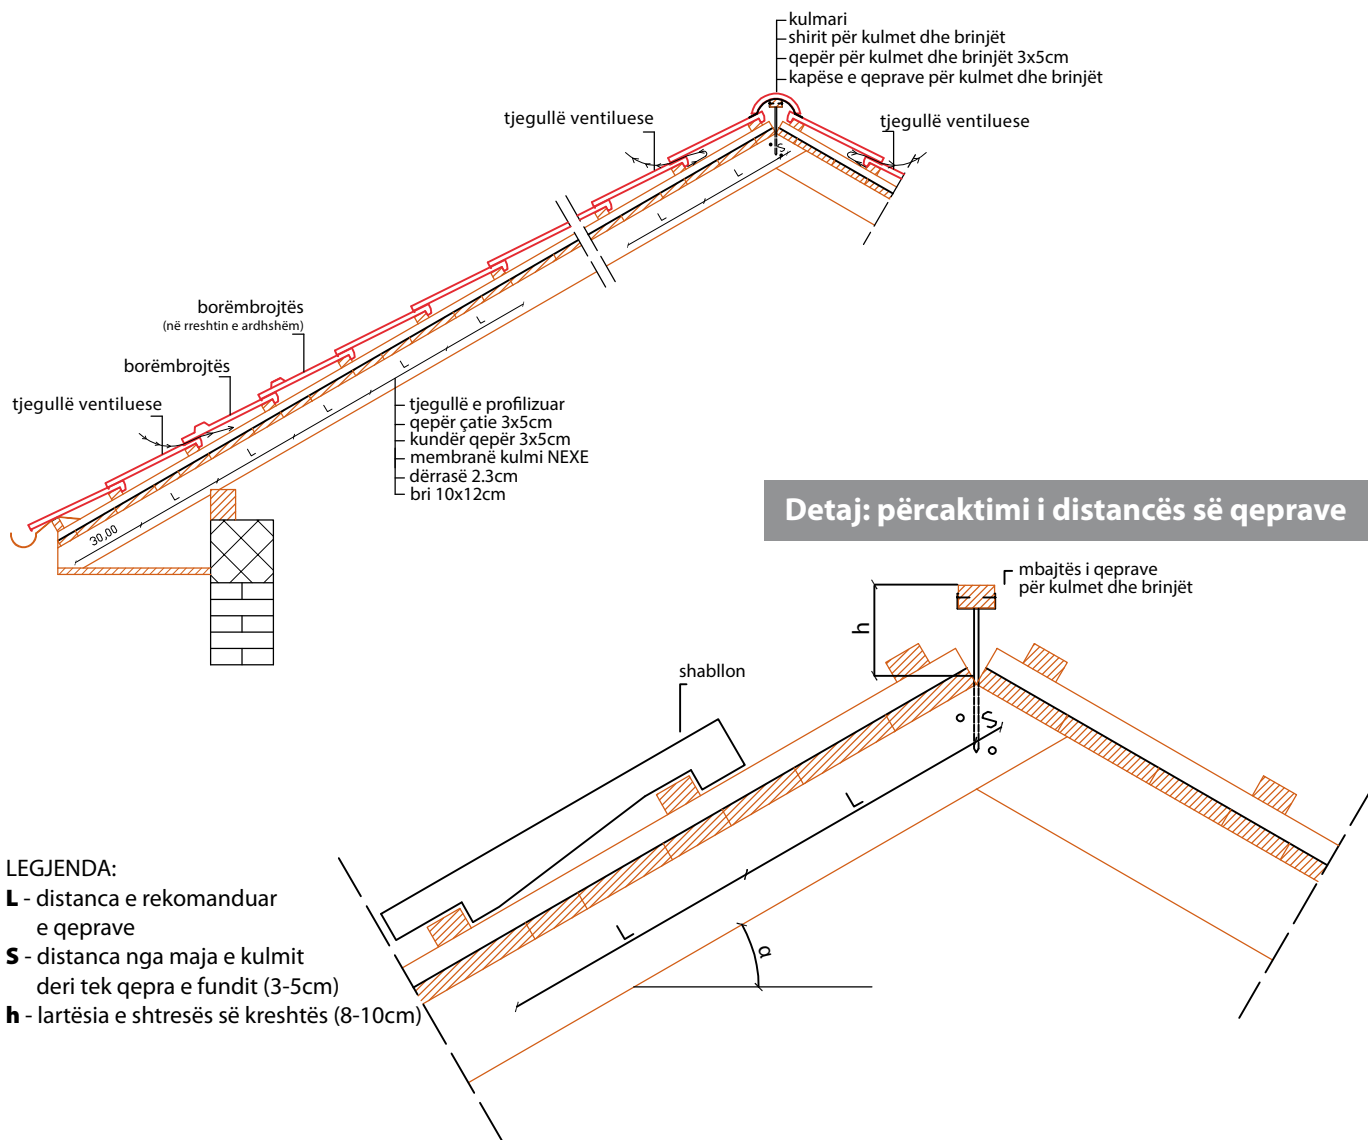 kulmari
shirit për kulmet dhe brinjët
qepër për kulmet dhe brinjët 3x5cm
kapëse e qeprave për kulmet dhe brinjët
tjegullë ventiluese
tjegullë ventiluese
S
L
L
borëmbrojtës
(në rreshtin e ardhshëm)
borëmbrojtës
tjegullë ventiluese
L
L
L
L
L
30,00
tjegullë e profilizuar
qepër çatie 3x5cm
kundër qepër 3x5cm
membranë kulmi NEXE
dërrasë 2.3cm
bri 10x12cm
Detaj: përcaktimi i distancës së qeprave
mbajtës i qeprave
për kulmet dhe brinjët
h
shabllon
S
L
L
α
LEGJENDA:
L - distanca e rekomanduar
e qeprave
S - distanca nga maja e kulmit
deri tek qepra e fundit (3-5cm)
h - lartësia e shtresës së kreshtës (8-10cm)